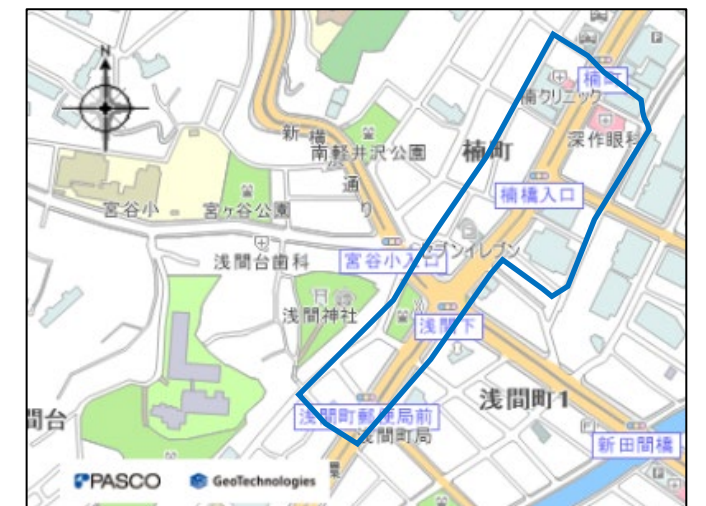 N
楠町
楠クリニック
深作眼科
新横浜通り
南軽井沢公園
楠町
楠橋入口
宮谷小
宮ヶ谷公園
浅間台歯科
宮谷小入口
セブンイレブン
浅間神社
浅間下
浅間町1
間台
浅間町郵便局前
浅間町局
新田間橋
PASCO
GeoTechnologies
P
P
P